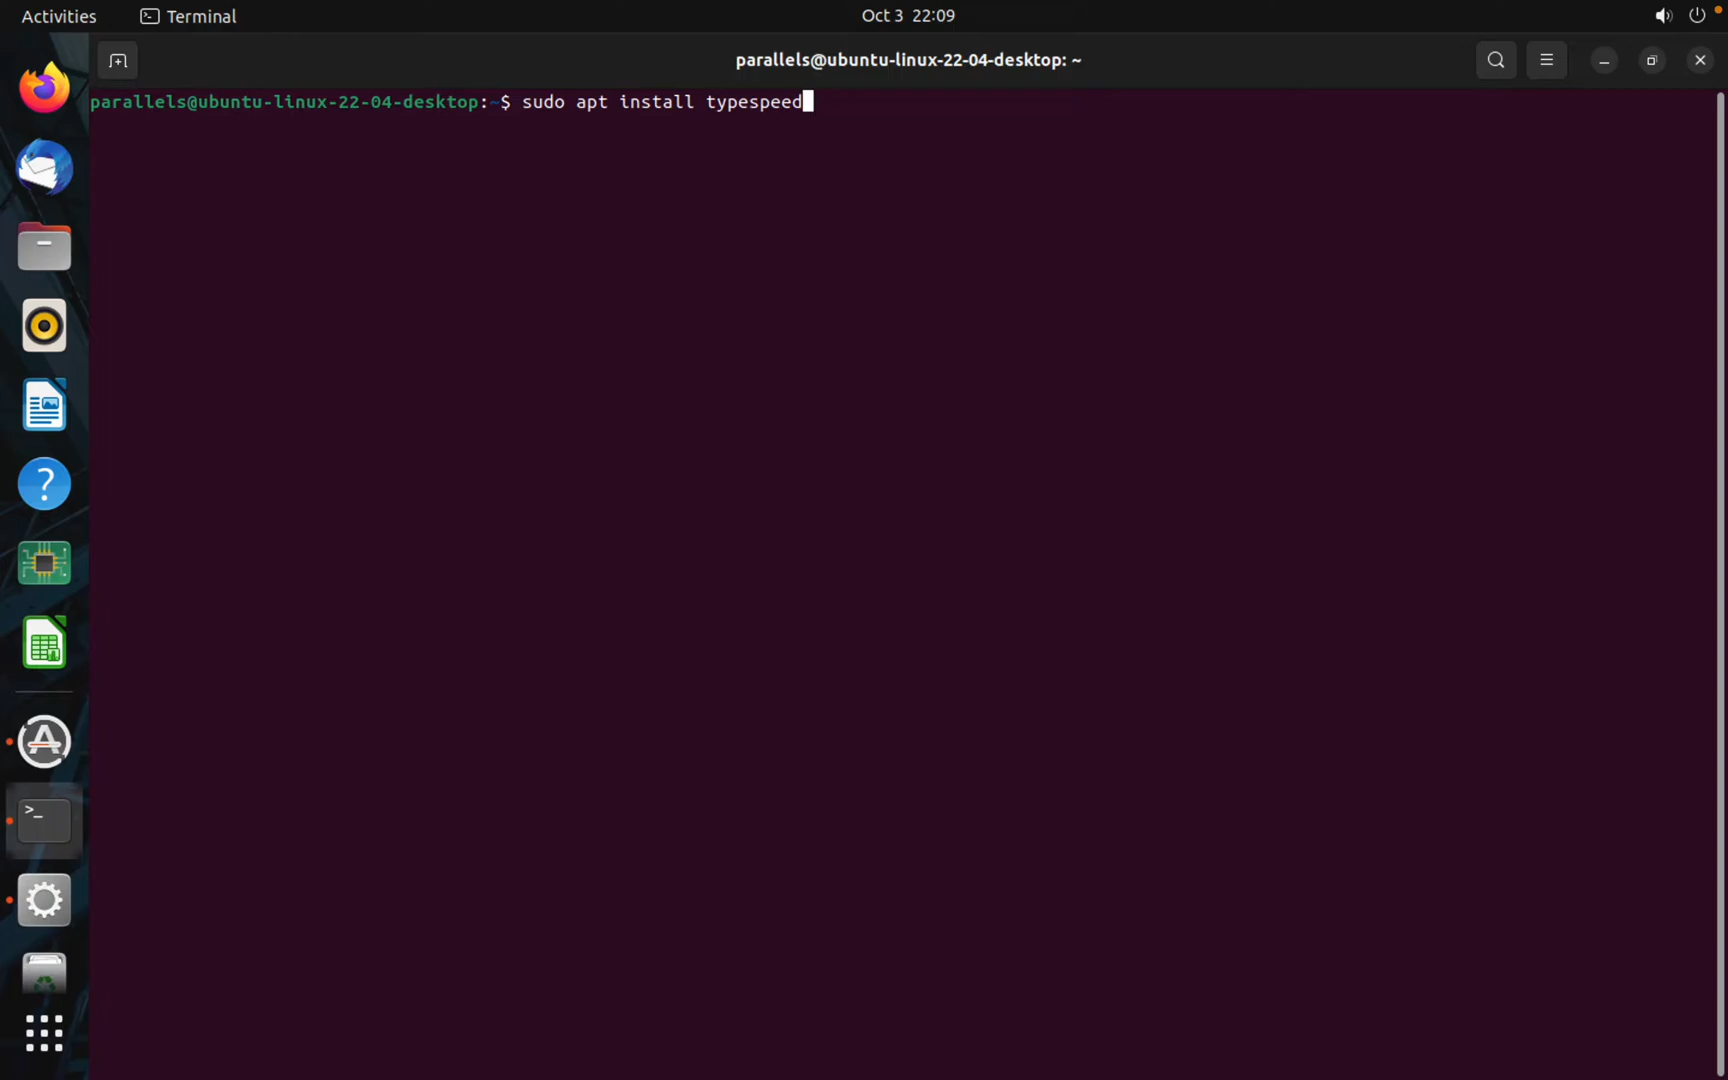 Activities Terminal Oct 3 22:09
parallels@ubuntu-linux-22-04-desktop: ~
parallels@ubuntu-linux-22-04-desktop:~$ sudo apt install typespeed